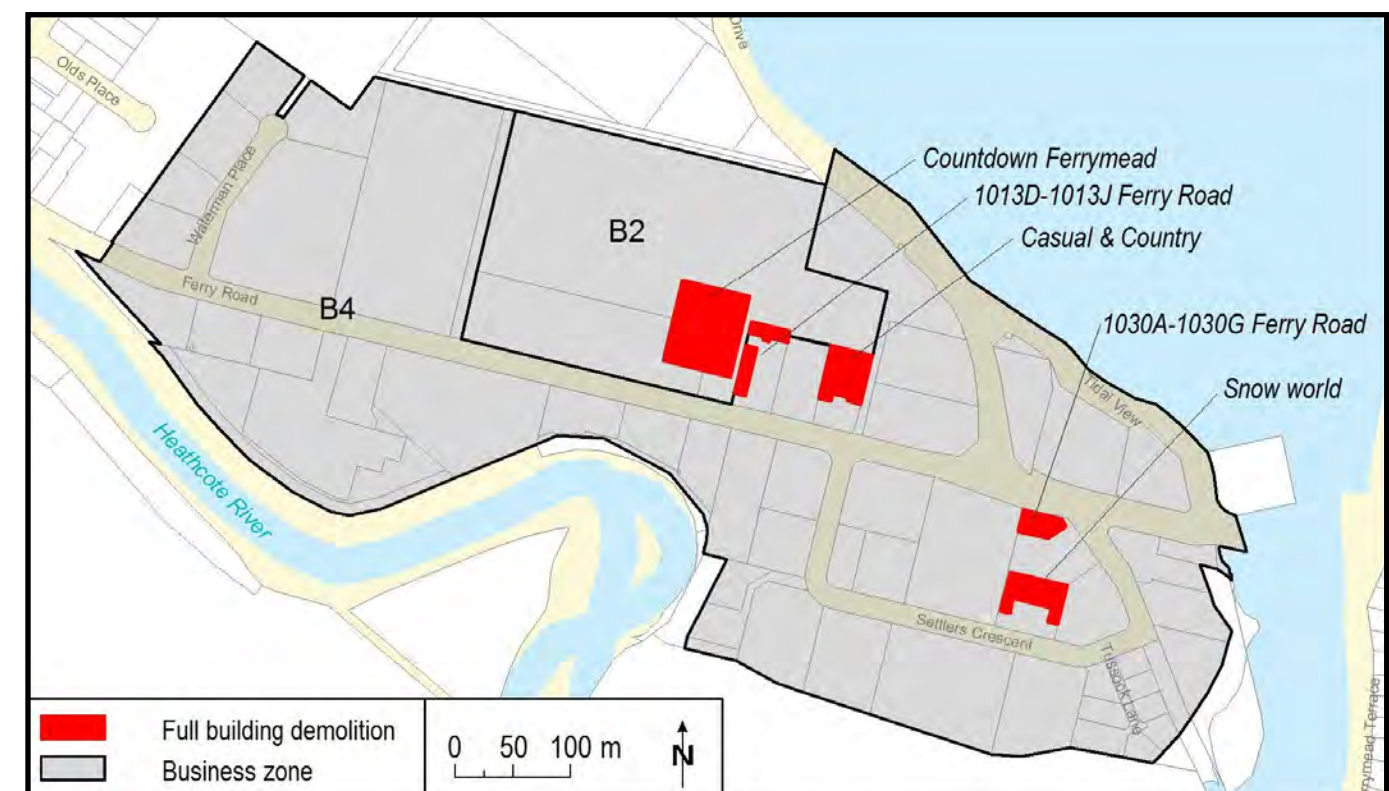 Drive
Olds Place
Countdown Ferrymead
1013D-1013J Ferry Road
Casual & Country
Waterman Place
B2
Ferry Road
B4
1030A-1030G Ferry Road
Snow world
Tidal View
Heathcote River
Settlers Crescent
Tussock Lane
Terrace
Full building demolition
Business zone
0 50 100 m
N